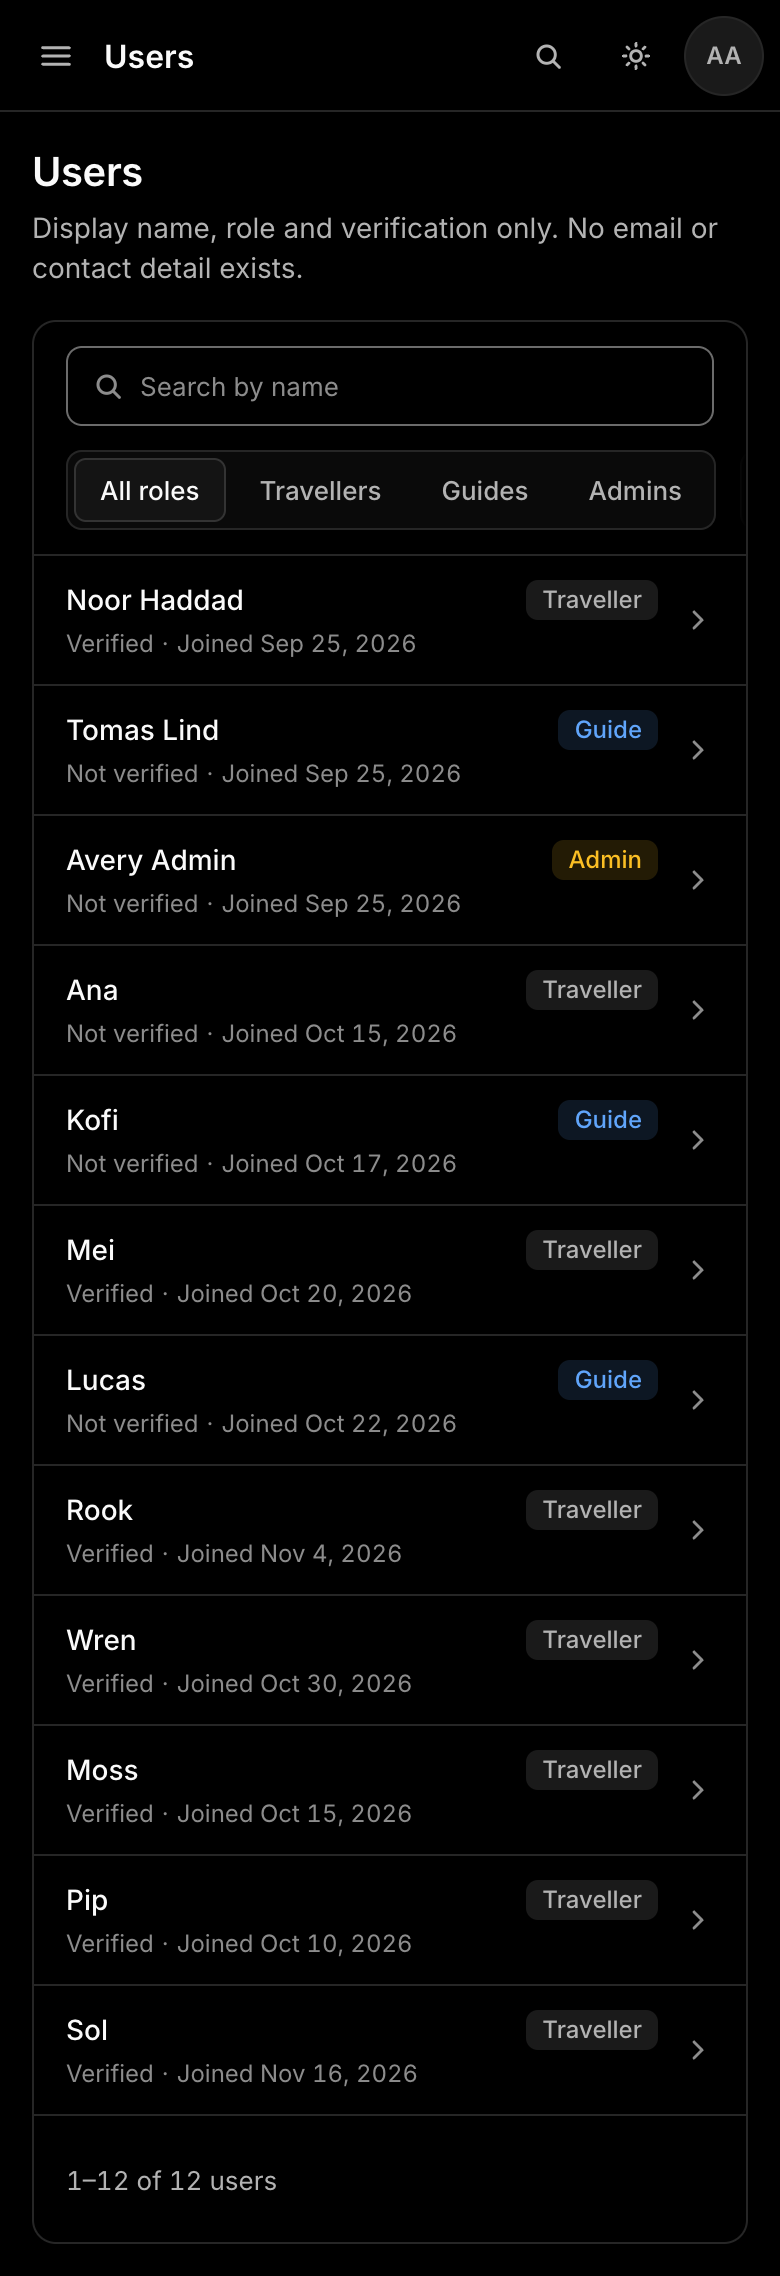 Users
AA
Users
Display name, role and verification only. No email or
contact detail exists.
Search by name
All roles Travellers Guides Admins
Noor Haddad Traveller
Verified · Joined Sep 25, 2026
Tomas Lind Guide
Not verified · Joined Sep 25, 2026
Avery Admin Admin
Not verified · Joined Sep 25, 2026
Ana Traveller
Not verified · Joined Oct 15, 2026
Kofi Guide
Not verified · Joined Oct 17, 2026
Mei Traveller
Verified · Joined Oct 20, 2026
Lucas Guide
Not verified · Joined Oct 22, 2026
Rook Traveller
Verified · Joined Nov 4, 2026
Wren Traveller
Verified · Joined Oct 30, 2026
Moss Traveller
Verified · Joined Oct 15, 2026
Pip Traveller
Verified · Joined Oct 10, 2026
Sol Traveller
Verified · Joined Nov 16, 2026
1–12 of 12 users